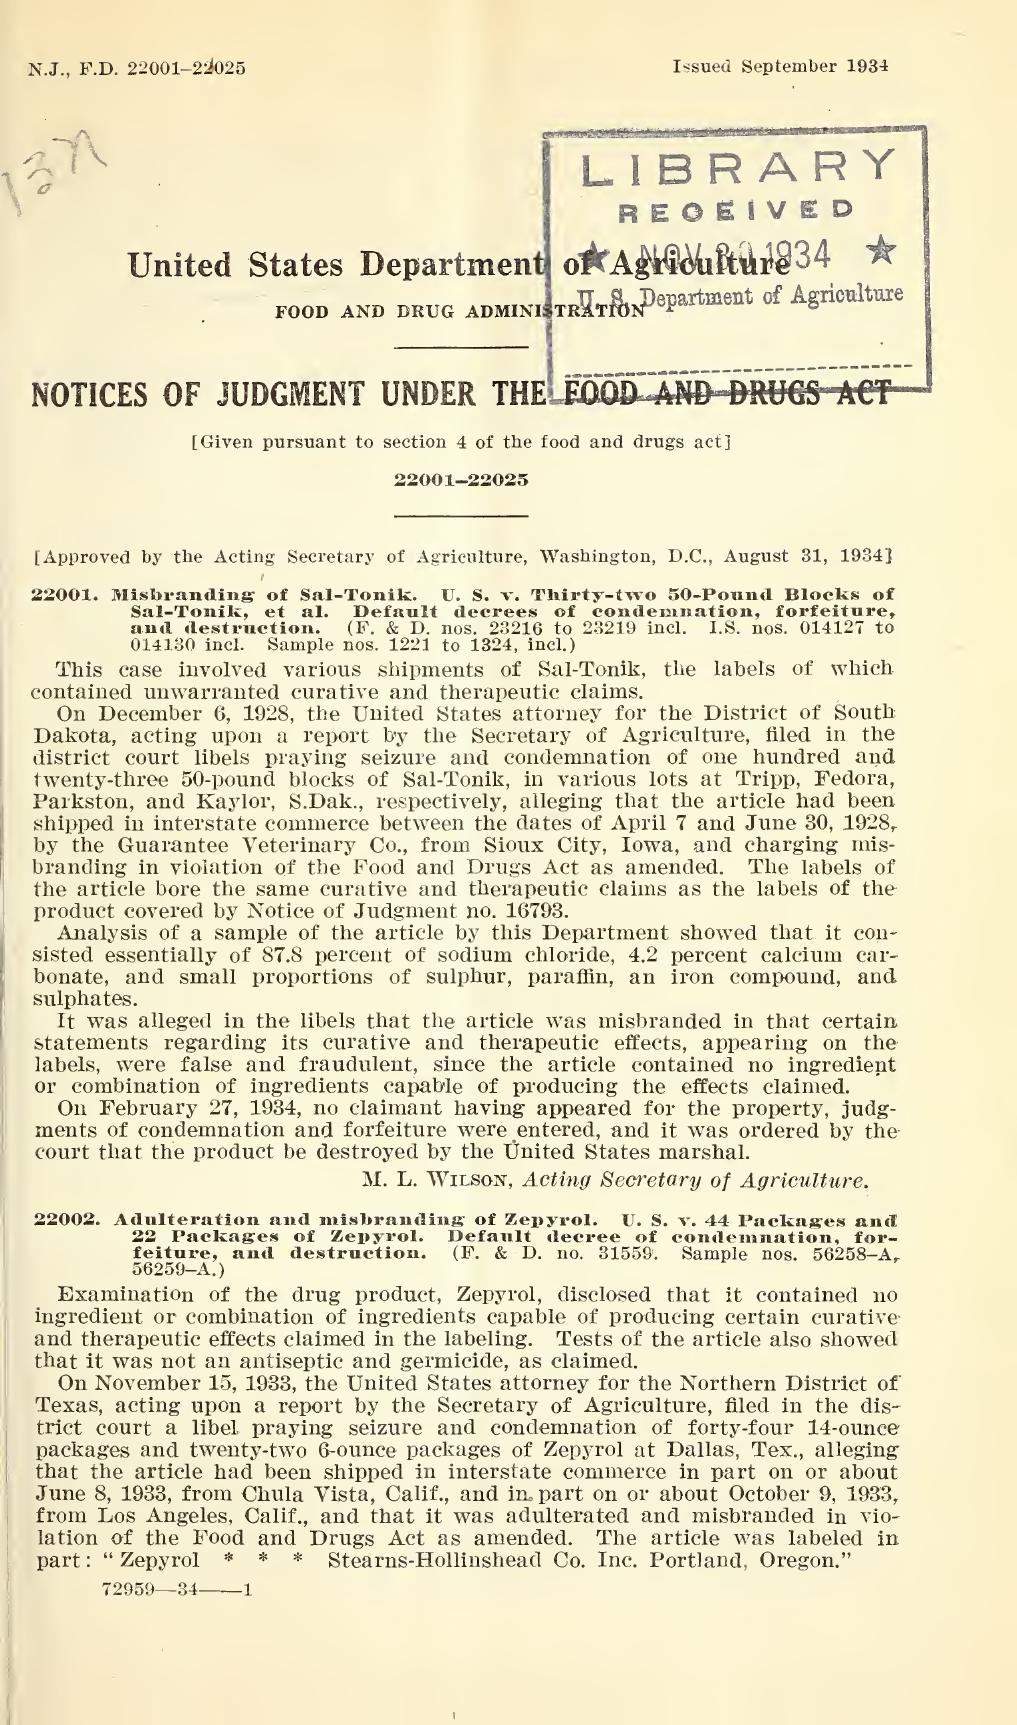 N.J., F.D. 22001–22025
Issued September 1934
LIBRARY
RECEIVED
★ NOV 1934 ★
U. S. Department of Agriculture
United States Department of Agriculture
FOOD AND DRUG ADMINISTRATION
NOTICES OF JUDGMENT UNDER THE FOOD AND DRUGS ACT
[Given pursuant to section 4 of the food and drugs act]
22001–22025
[Approved by the Acting Secretary of Agriculture, Washington, D.C., August 31, 1934]
22001. Misbranding of Sal-Tonik. U. S. v. Thirty-two 50-Pound Blocks of
Sal-Tonik, et al. Default decrees of condemnation, forfeiture,
and destruction. (F. & D. nos. 23216 to 23219 incl. I.S. nos. 014127 to
014130 incl. Sample nos. 1221 to 1324, incl.)
This case involved various shipments of Sal-Tonik, the labels of which
contained unwarranted curative and therapeutic claims.
On December 6, 1928, the United States attorney for the District of South
Dakota, acting upon a report by the Secretary of Agriculture, filed in the
district court libels praying seizure and condemnation of one hundred and
twenty-three 50-pound blocks of Sal-Tonik, in various lots at Tripp, Fedora,
Parkston, and Kaylor, S.Dak., respectively, alleging that the article had been
shipped in interstate commerce between the dates of April 7 and June 30, 1928,
by the Guarantee Veterinary Co., from Sioux City, Iowa, and charging mis-
branding in violation of the Food and Drugs Act as amended. The labels of
the article bore the same curative and therapeutic claims as the labels of the
product covered by Notice of Judgment no. 16793.
Analysis of a sample of the article by this Department showed that it con-
sisted essentially of 87.8 percent of sodium chloride, 4.2 percent calcium car-
bonate, and small proportions of sulphur, paraffin, an iron compound, and
sulphates.
It was alleged in the libels that the article was misbranded in that certain
statements regarding its curative and therapeutic effects, appearing on the
labels, were false and fraudulent, since the article contained no ingredient
or combination of ingredients capable of producing the effects claimed.
On February 27, 1934, no claimant having appeared for the property, judg-
ments of condemnation and forfeiture were entered, and it was ordered by the
court that the product be destroyed by the United States marshal.
M. L. WILSON, Acting Secretary of Agriculture.
22002. Adulteration and misbranding of Zepyrol. U. S. v. 44 Packages and
22 Packages of Zepyrol. Default decree of condemnation, for-
feiture, and destruction. (F. & D. no. 31559. Sample nos. 56258–A,
56259–A.)
Examination of the drug product, Zepyrol, disclosed that it contained no
ingredient or combination of ingredients capable of producing certain curative
and therapeutic effects claimed in the labeling. Tests of the article also showed
that it was not an antiseptic and germicide, as claimed.
On November 15, 1933, the United States attorney for the Northern District of
Texas, acting upon a report by the Secretary of Agriculture, filed in the dis-
trict court a libel praying seizure and condemnation of forty-four 14-ounce
packages and twenty-two 6-ounce packages of Zepyrol at Dallas, Tex., alleging
that the article had been shipped in interstate commerce in part on or about
June 8, 1933, from Chula Vista, Calif., and in part on or about October 9, 1933,
from Los Angeles, Calif., and that it was adulterated and misbranded in vio-
lation of the Food and Drugs Act as amended. The article was labeled in
part: “ Zepyrol * * * Stearns-Hollinshead Co. Inc. Portland, Oregon.”
72959—34——1